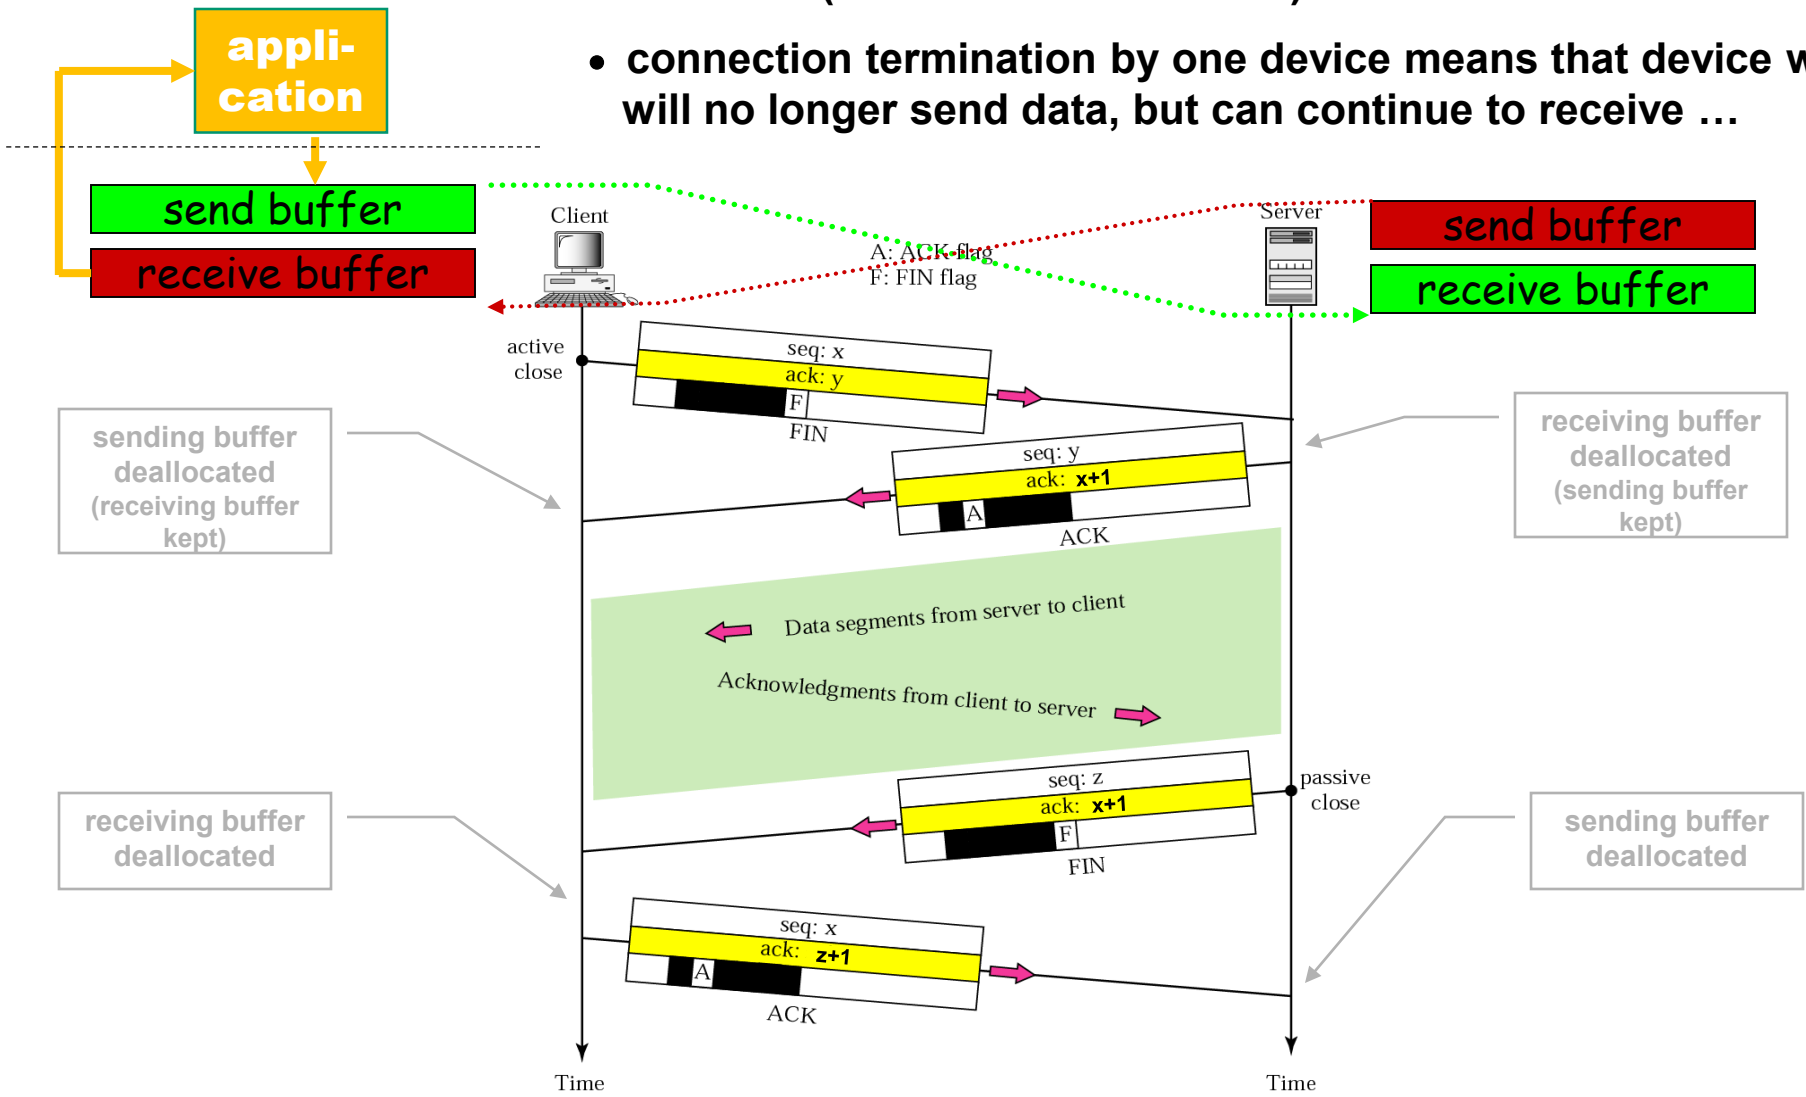 appli-
cation
• connection termination by one device means that device w
will no longer send data, but can continue to receive …
send buffer
receive buffer
Client
Server
send buffer
receive buffer
A: ACK flag
F: FIN flag
active
close
seq: x
ack: y
F
FIN
sending buffer
deallocated
(receiving buffer
kept)
receiving buffer
deallocated
(sending buffer
kept)
seq: y
ack: x+1
A
ACK
Data segments from server to client
Acknowledgments from client to server
passive
close
seq: z
ack: x+1
F
FIN
receiving buffer
deallocated
sending buffer
deallocated
seq: x
ack: z+1
A
ACK
Time
Time